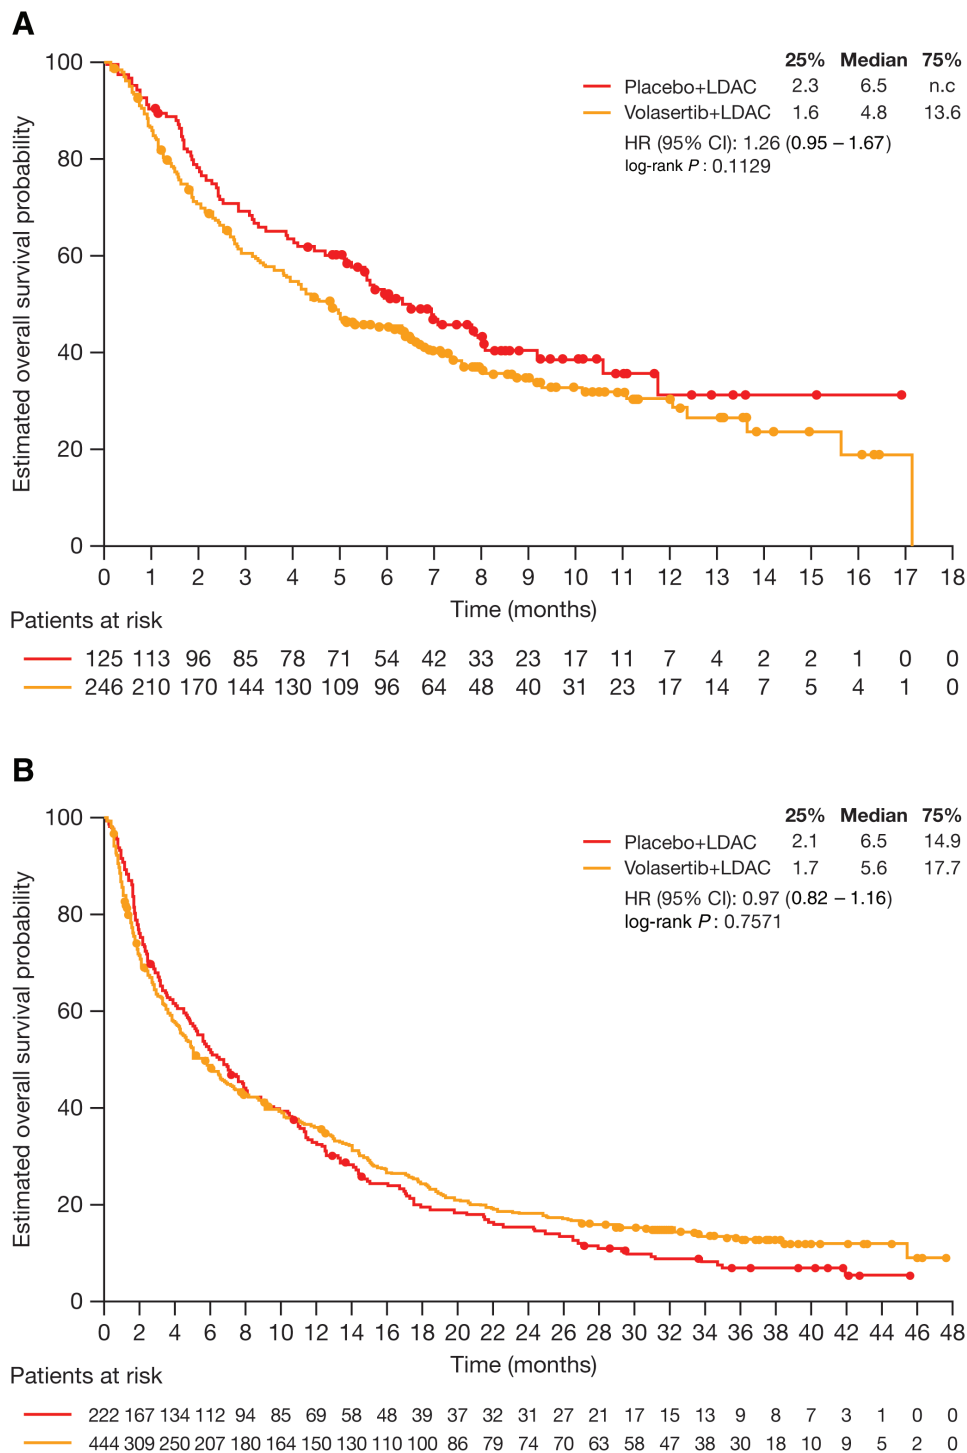 A
25% Median 75%
Placebo+LDAC 2.3 6.5 n.c
Volasertib+LDAC 1.6 4.8 13.6
HR (95% CI): 1.26 (0.95 – 1.67)
log-rank P : 0.1129
Estimated overall survival probability
100
80
60
40
20
0
0 1 2 3 4 5 6 7 8 9 10 11 12 13 14 15 16 17 18
Time (months)
Patients at risk
125 113 96 85 78 71 54 42 33 23 17 11 7 4 2 2 1 0 0
246 210 170 144 130 109 96 64 48 40 31 23 17 14 7 5 4 1 0
B
25% Median 75%
Placebo+LDAC 2.1 6.5 14.9
Volasertib+LDAC 1.7 5.6 17.7
HR (95% CI): 0.97 (0.82 – 1.16)
log-rank P : 0.7571
Estimated overall survival probability
100
80
60
40
20
0
0 2 4 6 8 10 12 14 16 18 20 22 24 26 28 30 32 34 36 38 40 42 44 46 48
Time (months)
Patients at risk
222 167 134 112 94 85 69 58 48 39 37 32 31 27 21 17 15 13 9 8 7 3 1 0 0
444 309 250 207 180 164 150 130 110 100 86 79 74 70 63 58 47 38 30 18 10 9 5 2 0